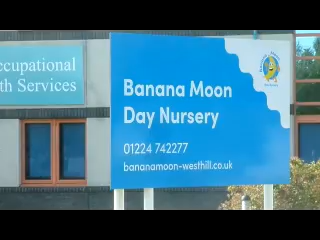 ccupational
th Services
Banana Moon
Day Nursery
01224 742277
bananamoon-westhill.co.uk